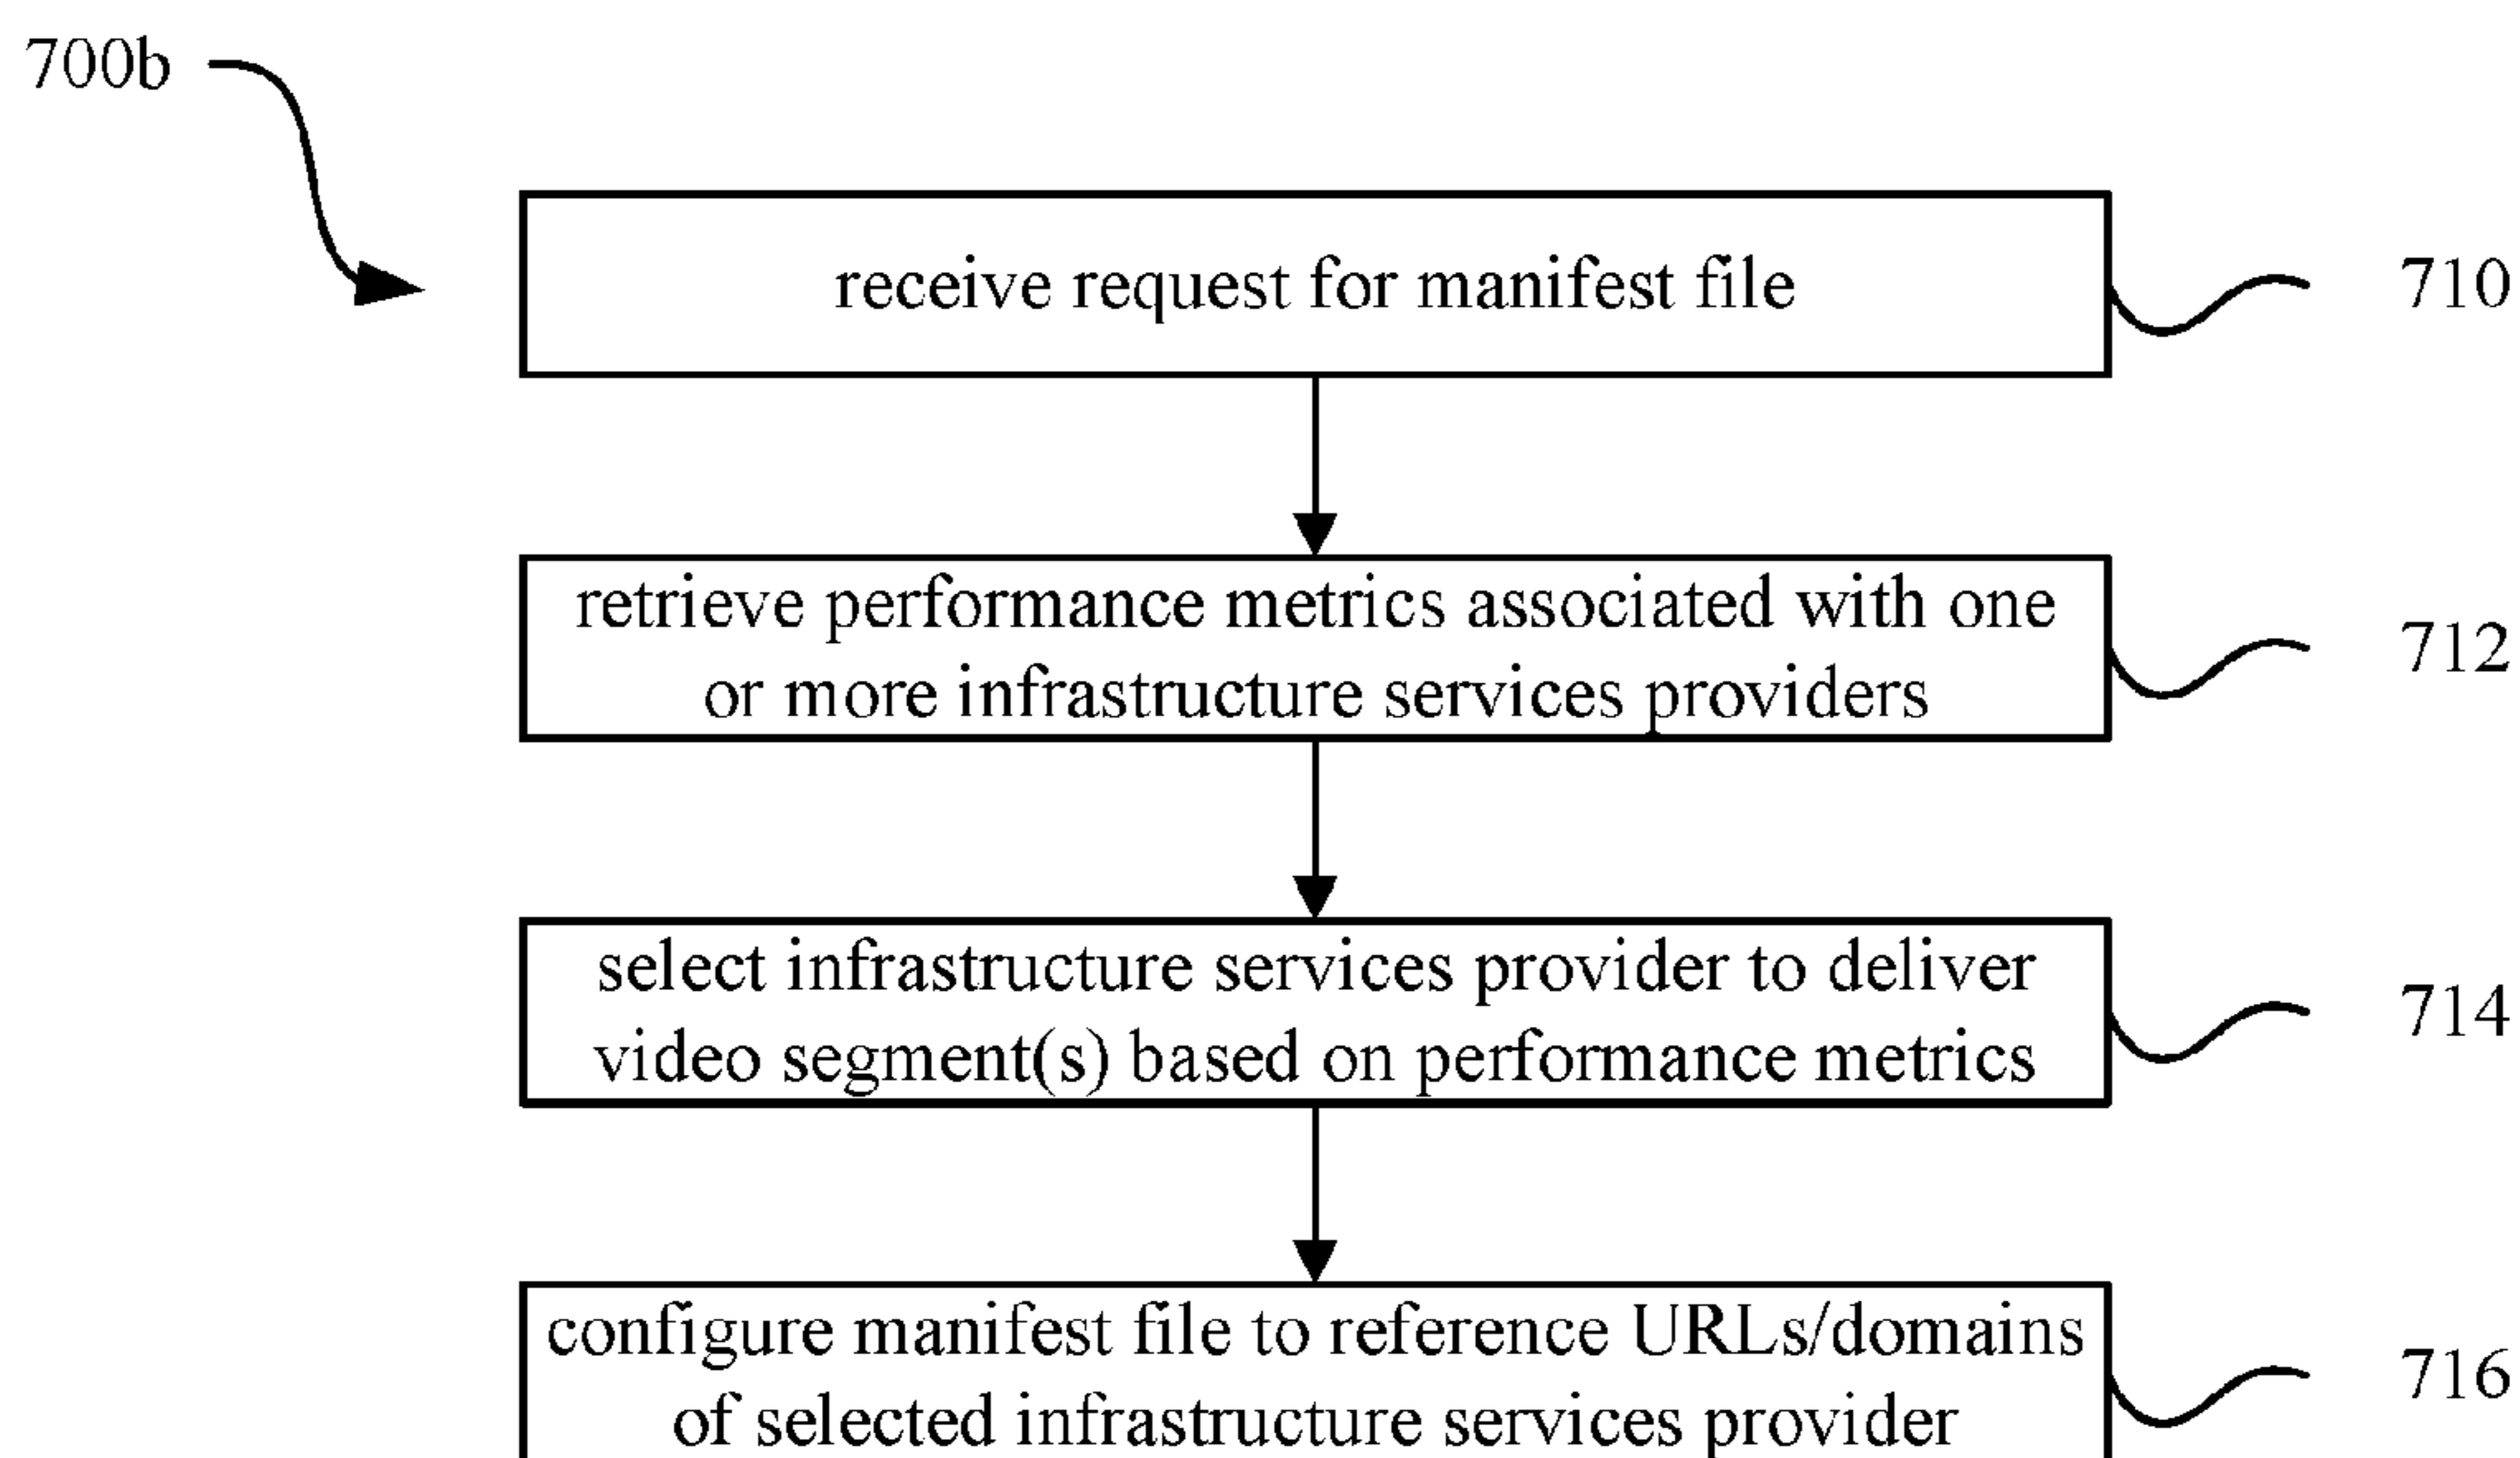 700b
receive request for manifest file
710
retrieve performance metrics associated with one
or more infrastructure services providers
712
select infrastructure services provider to deliver
video segment(s) based on performance metrics
714
configure manifest file to reference URLs/domains
of selected infrastructure services provider
716